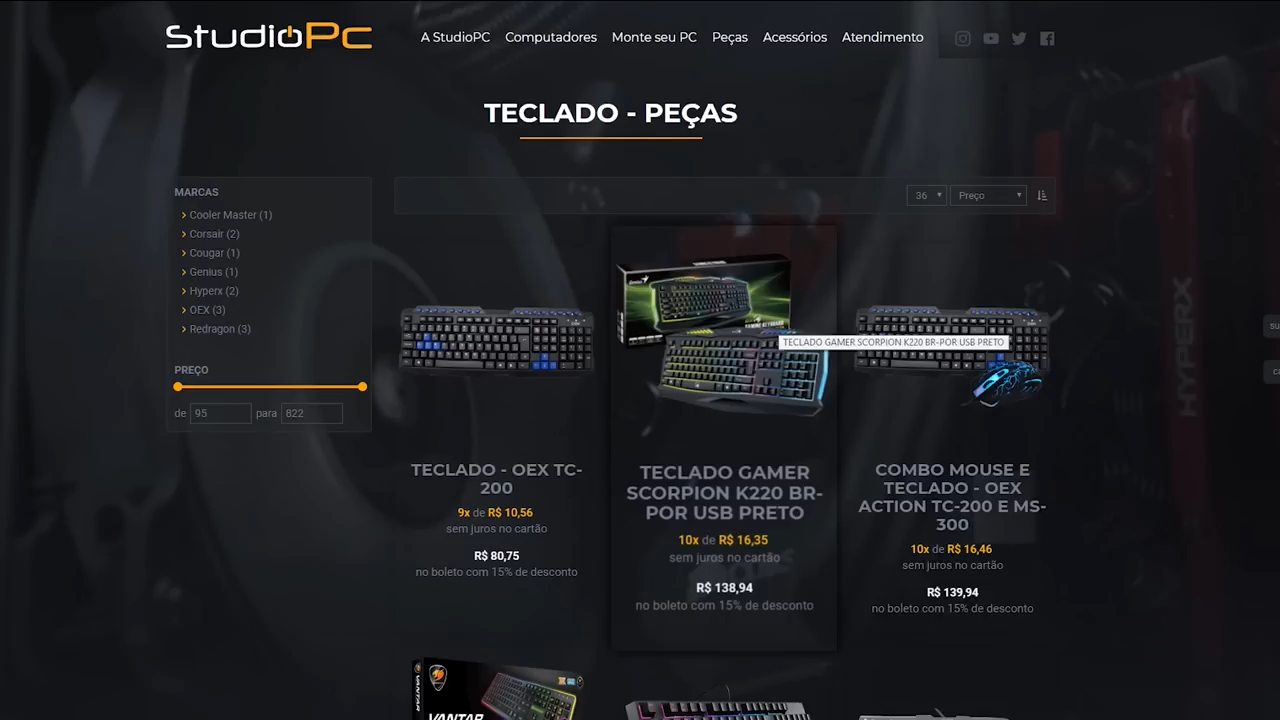 StudioPc
A StudioPC
Computadores
Monte seu PC
Peças
Acessórios
Atendimento
TECLADO - PEÇAS
MARCAS
Cooler Master (1)
Corsair (2)
Cougar (1)
Genius (1)
Hyperx (2)
OEX (3)
Redragon (3)
PREÇO
de 95 para 822
36
Preço
TECLADO GAMER SCORPION K220 BR-POR USB PRETO
TECLADO - OEX TC-
200
9x de R$ 10,56
sem juros no cartão
R$ 80,75
no boleto com 15% de desconto
TECLADO GAMER
SCORPION K220 BR-
POR USB PRETO
10x de R$ 16,35
sem juros no cartão
R$ 138,94
no boleto com 15% de desconto
COMBO MOUSE E
TECLADO - OEX
ACTION TC-200 E MS-
300
10x de R$ 16,46
sem juros no cartão
R$ 139,94
no boleto com 15% de desconto
HYPERX
su
ca
VANTAR
VANTAR